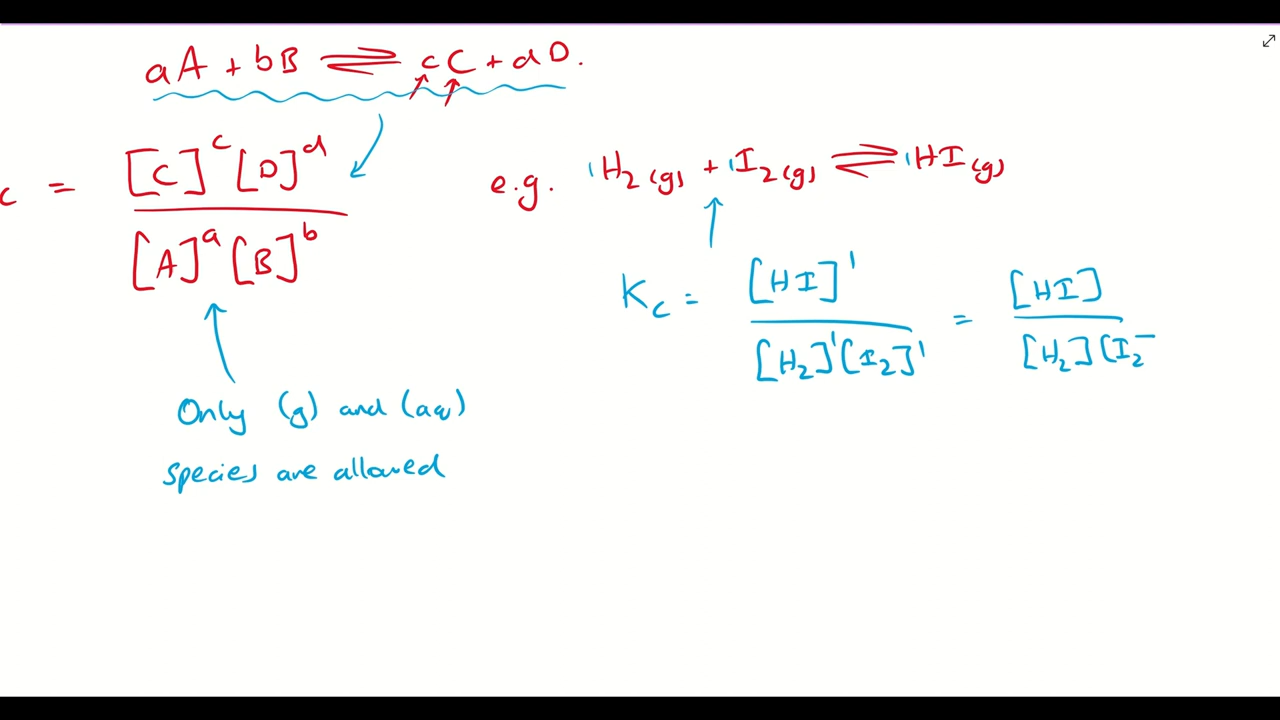 aA + bB ⇌ cC + dD.
c = [C]^c [D]^d / [A]^a [B]^b
e.g. 1H₂(g) + 1I₂(g) ⇌ 1HI(g)
K_c = [HI]^1 / [H₂]^1 [I₂]^1 = [HI] / [H₂][I₂
Only (g) and (aq)
species are allowed